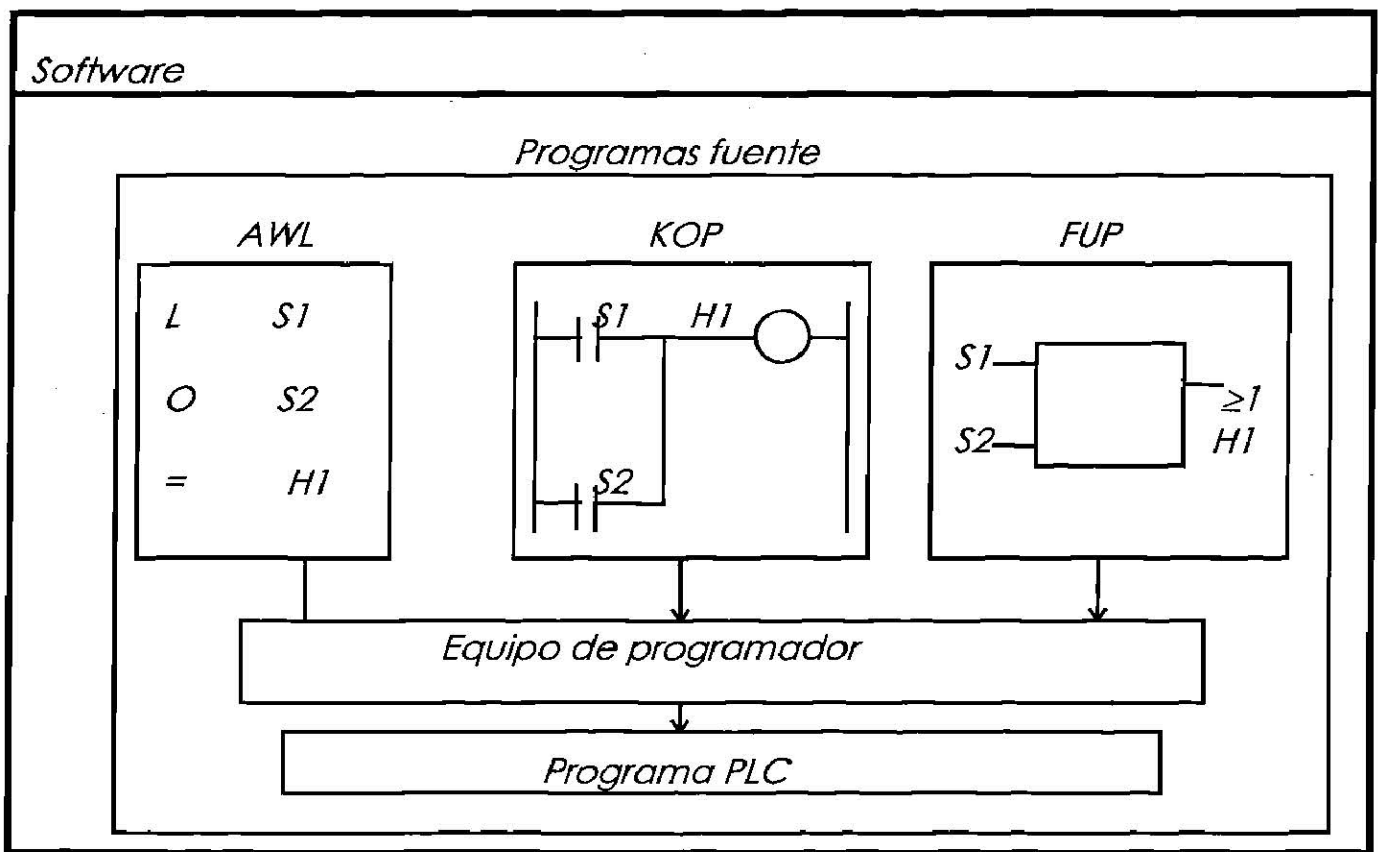 Software
Programas fuente
AWL
L S1
O S2
= H1
KOP
S1 H1
S2
FUP
S1
S2
≥1
H1
Equipo de programador
Programa PLC